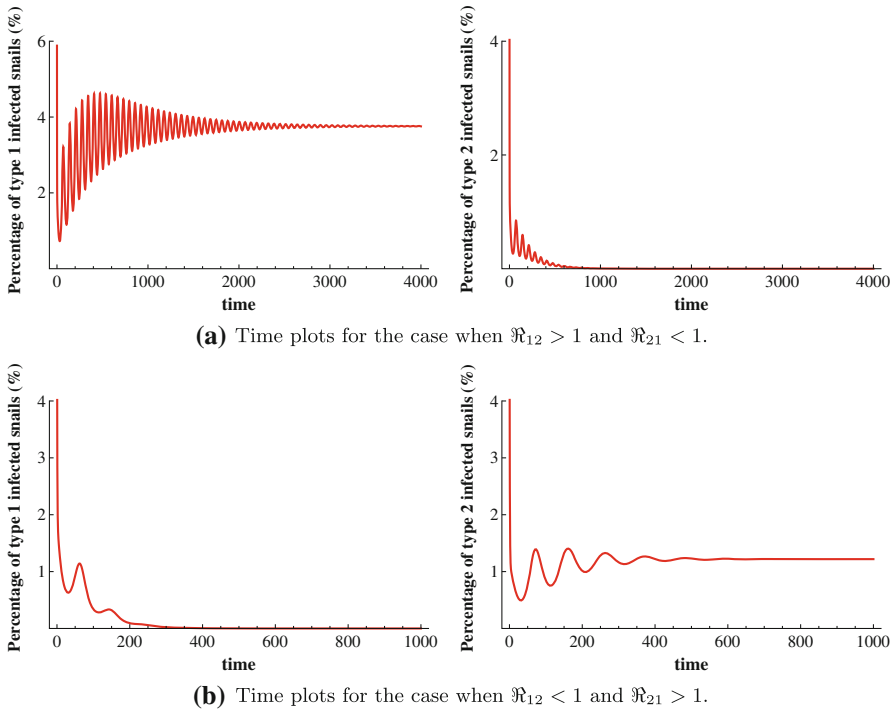 Percentage of type 1 infected snails (%)
6
4
2
0 1000 2000 3000 4000
time
Percentage of type 2 infected snails (%)
4
2
0 1000 2000 3000 4000
time
(a) Time plots for the case when ℜ₁₂ > 1 and ℜ₂₁ < 1.
Percentage of type 1 infected snails (%)
4
3
2
1
0 200 400 600 800 1000
time
Percentage of type 2 infected snails (%)
4
3
2
1
0 200 400 600 800 1000
time
(b) Time plots for the case when ℜ₁₂ < 1 and ℜ₂₁ > 1.